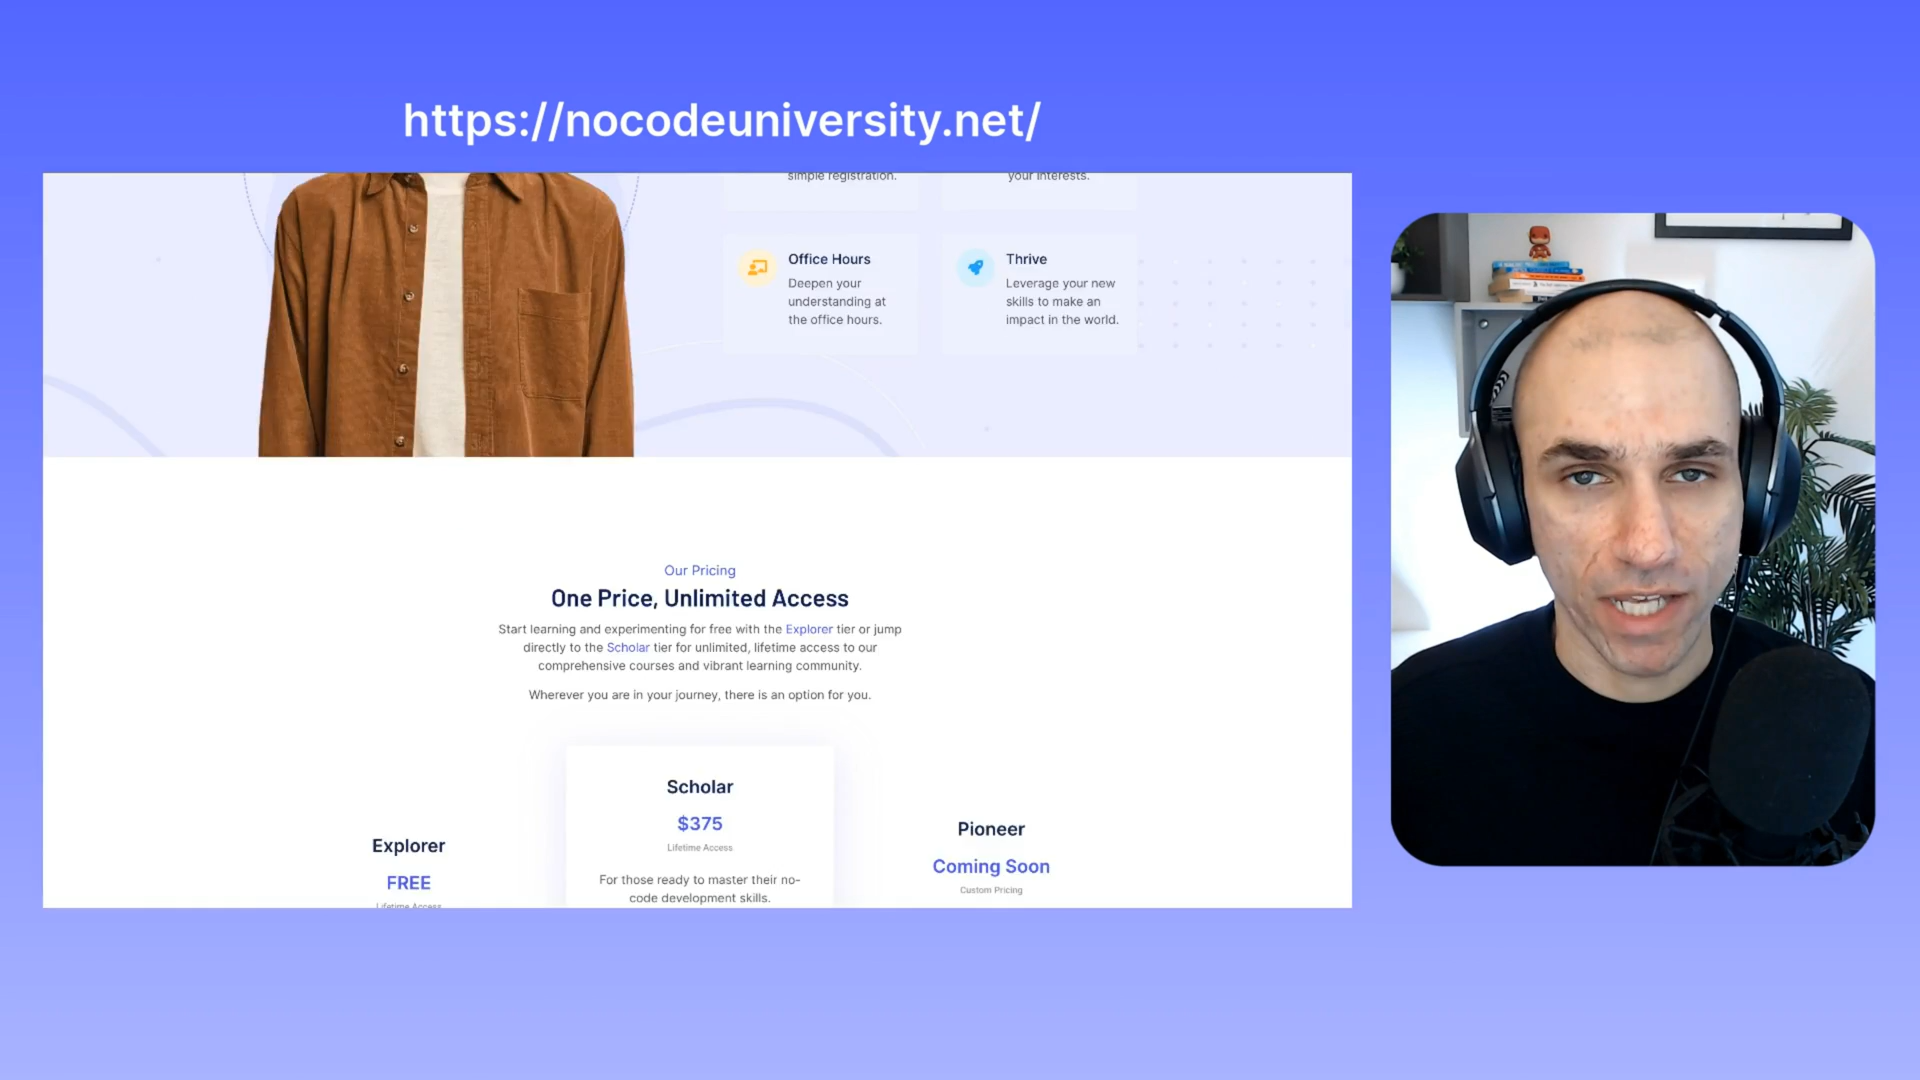 https://nocodeuniversity.net/
simple registration.
your interests.
Office Hours
Deepen your
understanding at
the office hours.
Thrive
Leverage your new
skills to make an
impact in the world.
Our Pricing
One Price, Unlimited Access
Start learning and experimenting for free with the Explorer tier or jump
directly to the Scholar tier for unlimited, lifetime access to our
comprehensive courses and vibrant learning community.
Wherever you are in your journey, there is an option for you.
Explorer
FREE
Lifetime Access
Scholar
$375
Lifetime Access
For those ready to master their no-
code development skills.
Pioneer
Coming Soon
Custom Pricing